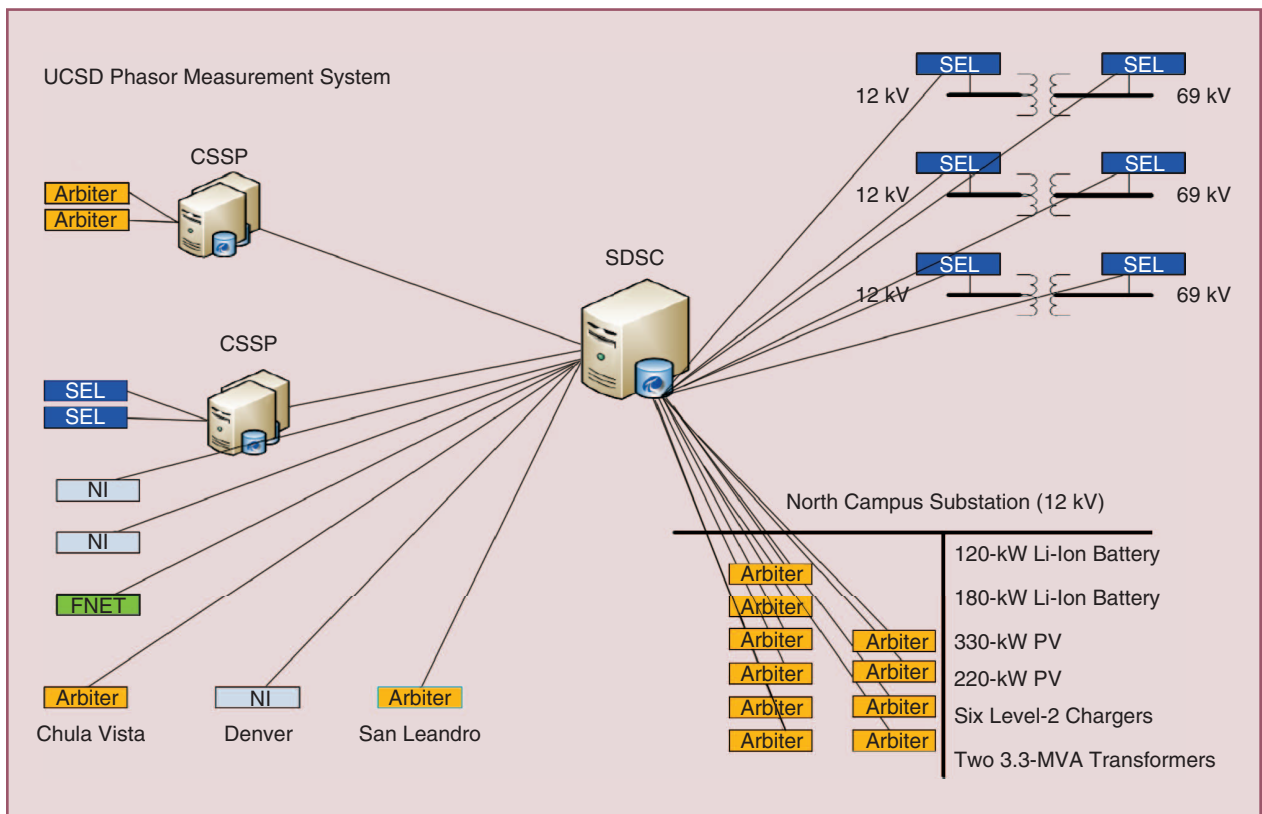 UCSD Phasor Measurement System
CSSP
Arbiter
Arbiter
CSSP
SEL
SEL
NI
NI
FNET
Arbiter
Chula Vista
NI
Denver
Arbiter
San Leandro
SDSC
SEL
SEL
12 kV
69 kV
SEL
SEL
12 kV
69 kV
SEL
SEL
12 kV
69 kV
North Campus Substation (12 kV)
Arbiter
Arbiter
Arbiter
Arbiter
Arbiter
Arbiter
Arbiter
Arbiter
Arbiter
Arbiter
120-kW Li-Ion Battery
180-kW Li-Ion Battery
330-kW PV
220-kW PV
Six Level-2 Chargers
Two 3.3-MVA Transformers